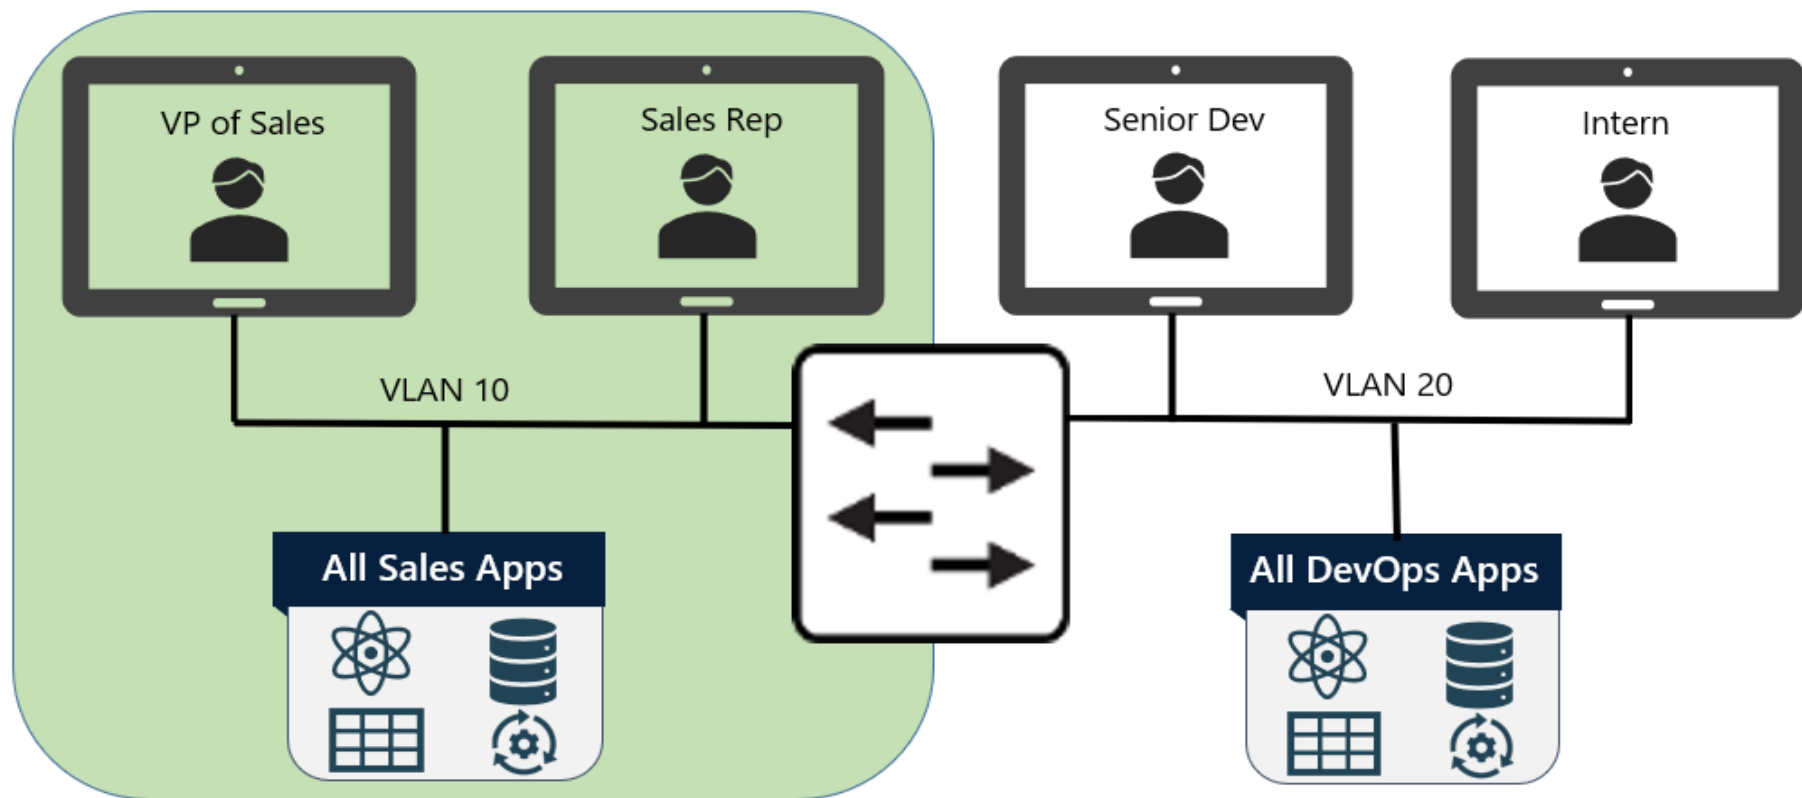 VP of Sales
Sales Rep
Senior Dev
Intern
VLAN 10
VLAN 20
All Sales Apps
All DevOps Apps